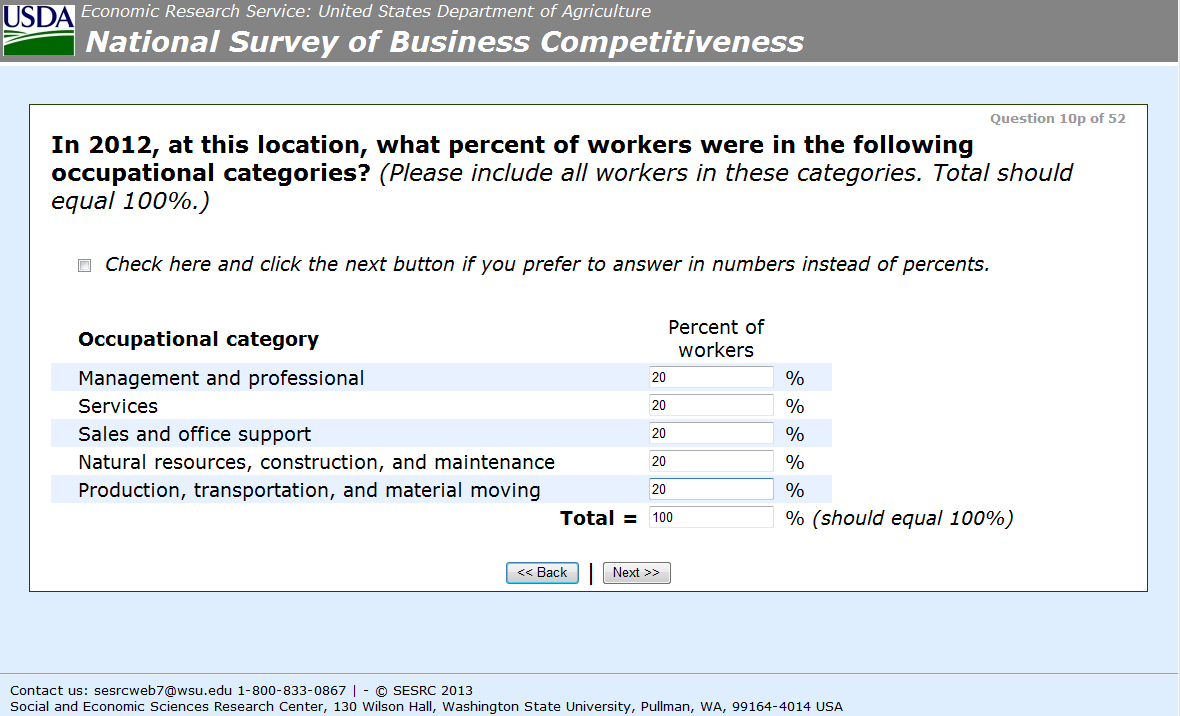 USDA
Economic Research Service: United States Department of Agriculture
National Survey of Business Competitiveness
Question 10p of 52
In 2012, at this location, what percent of workers were in the following
occupational categories? (Please include all workers in these categories. Total should
equal 100%.)
Check here and click the next button if you prefer to answer in numbers instead of percents.
Occupational category
Percent of
workers
Management and professional 20 %
Services 20 %
Sales and office support 20 %
Natural resources, construction, and maintenance 20 %
Production, transportation, and material moving 20 %
Total = 100 % (should equal 100%)
<< Back | Next >>
Contact us: sesrcweb7@wsu.edu 1-800-833-0867 | - © SESRC 2013
Social and Economic Sciences Research Center, 130 Wilson Hall, Washington State University, Pullman, WA, 99164-4014 USA